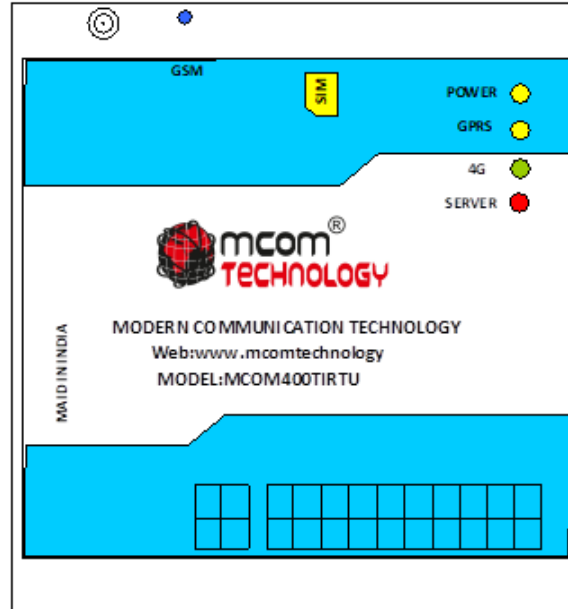 GSM
SIM
POWER
GPRS
4G
SERVER
mcom®
TECHNOLOGY
MODERN COMMUNICATION TECHNOLOGY
Web:www.mcomtechnology
MODEL:MCOM400TIRTU
MAID IN INDIA